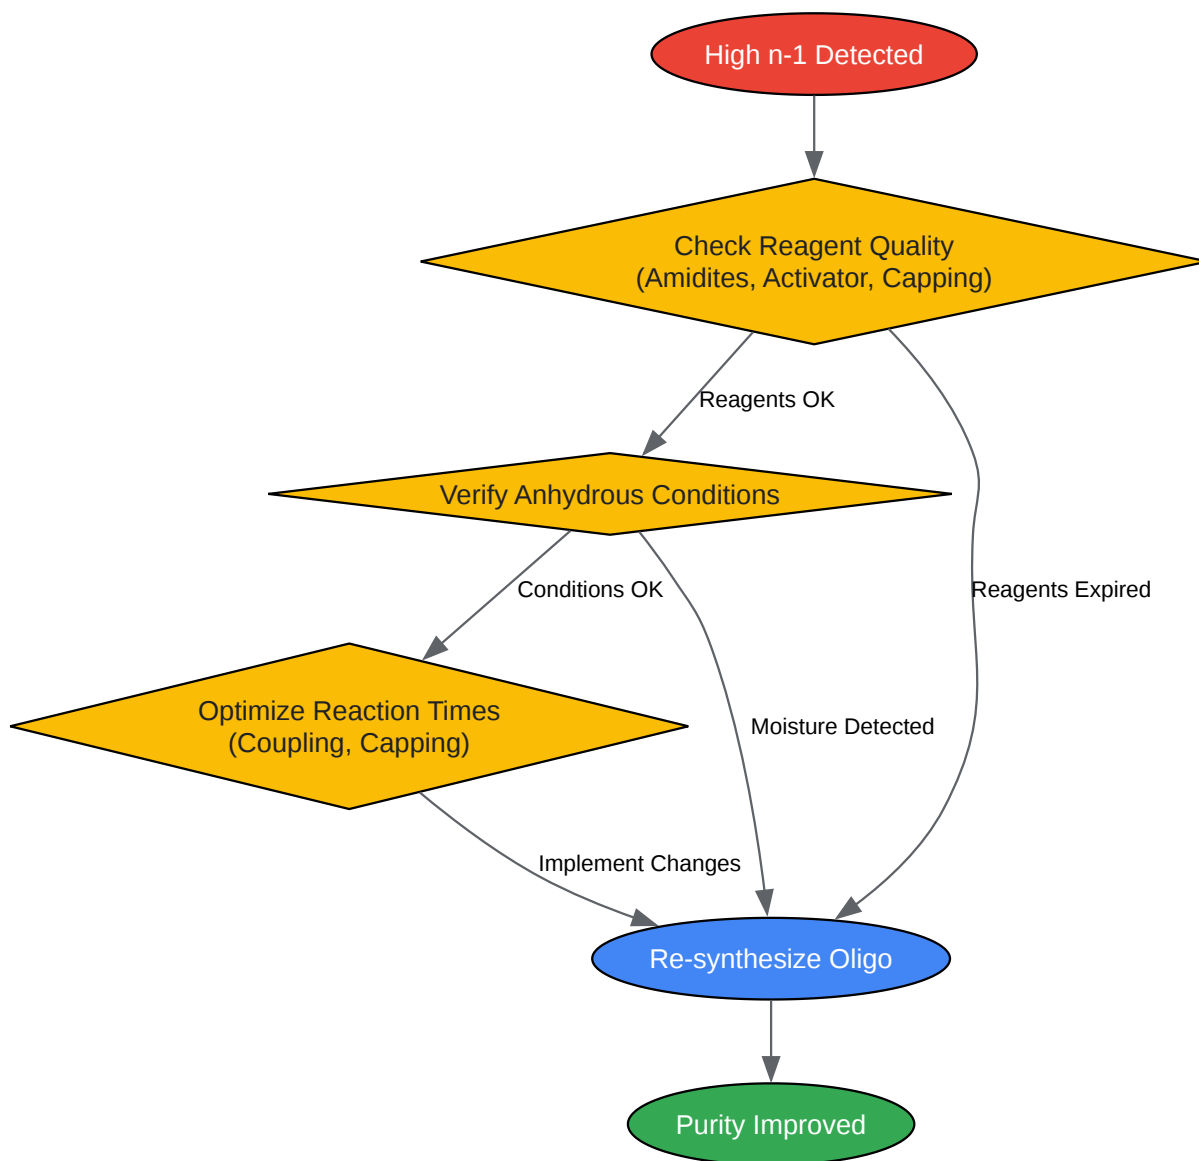 High n-1 Detected
Check Reagent Quality
(Amidites, Activator, Capping)
Reagents OK
Verify Anhydrous Conditions
Conditions OK
Reagents Expired
Optimize Reaction Times
(Coupling, Capping)
Moisture Detected
Implement Changes
Re-synthesize Oligo
Purity Improved